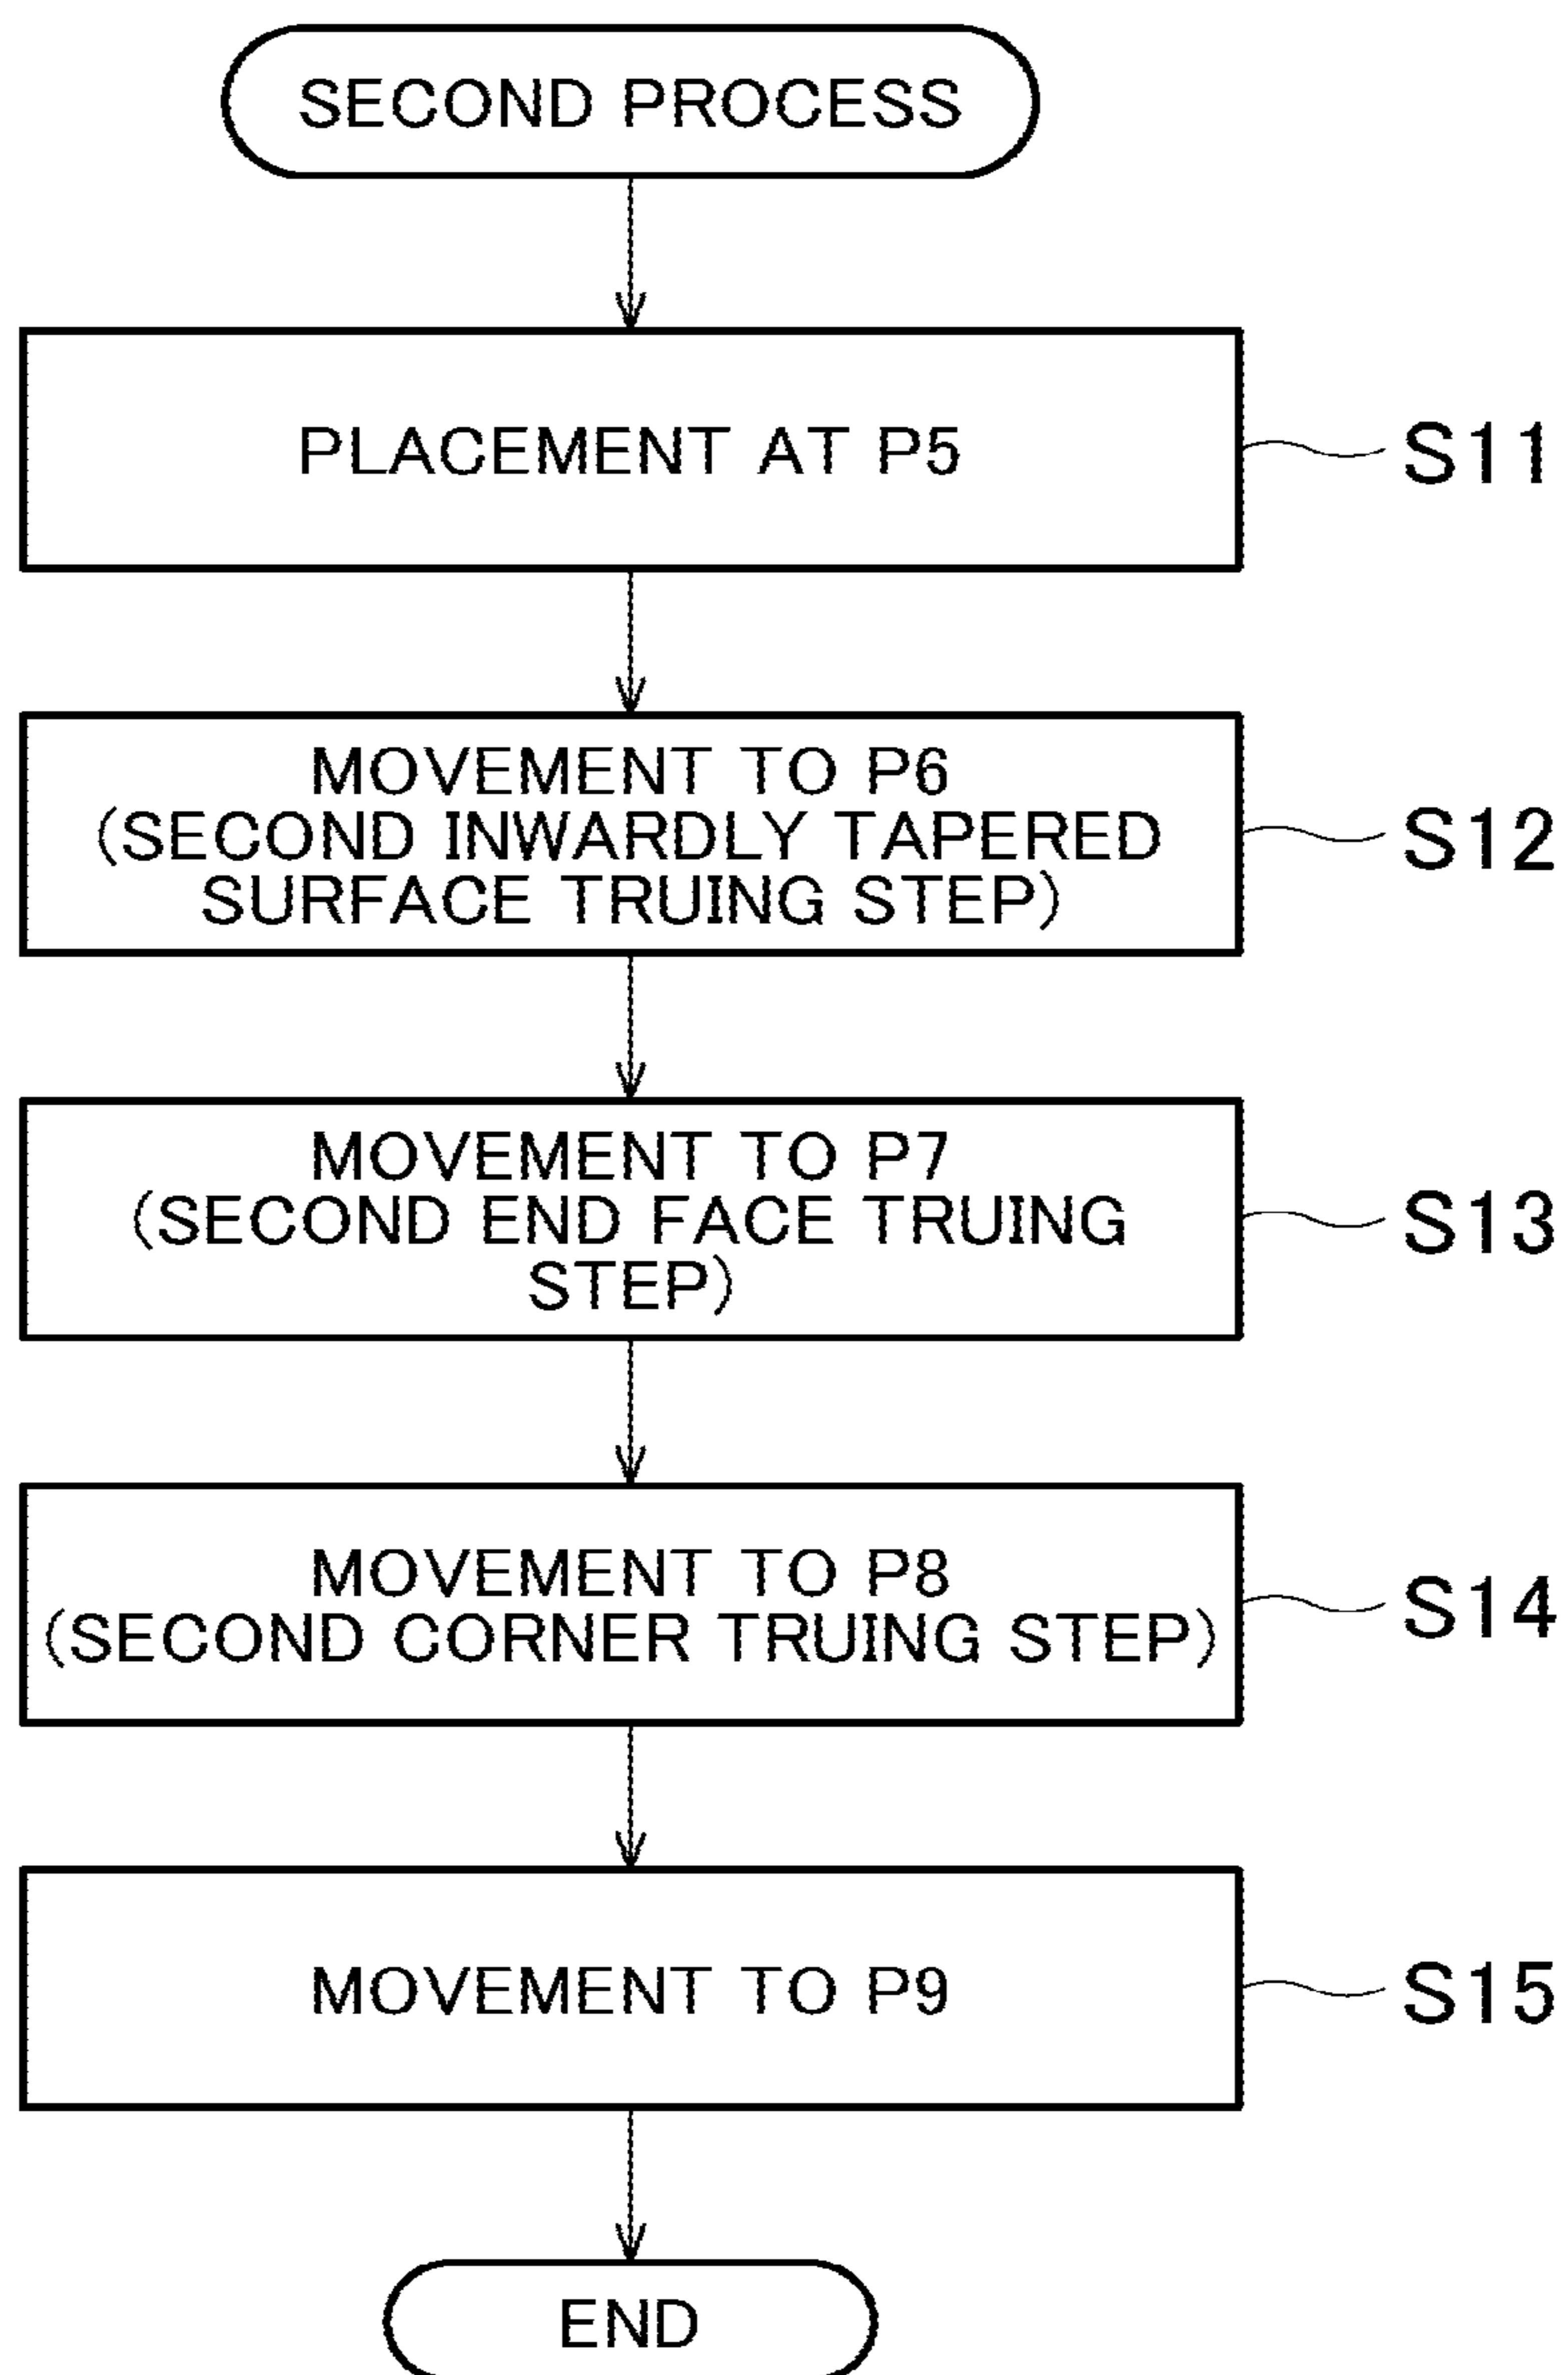 SECOND PROCESS
PLACEMENT AT P5
S11
MOVEMENT TO P6
(SECOND INWARDLY TAPERED
SURFACE TRUING STEP)
S12
MOVEMENT TO P7
(SECOND END FACE TRUING
STEP)
S13
MOVEMENT TO P8
(SECOND CORNER TRUING STEP)
S14
MOVEMENT TO P9
S15
END